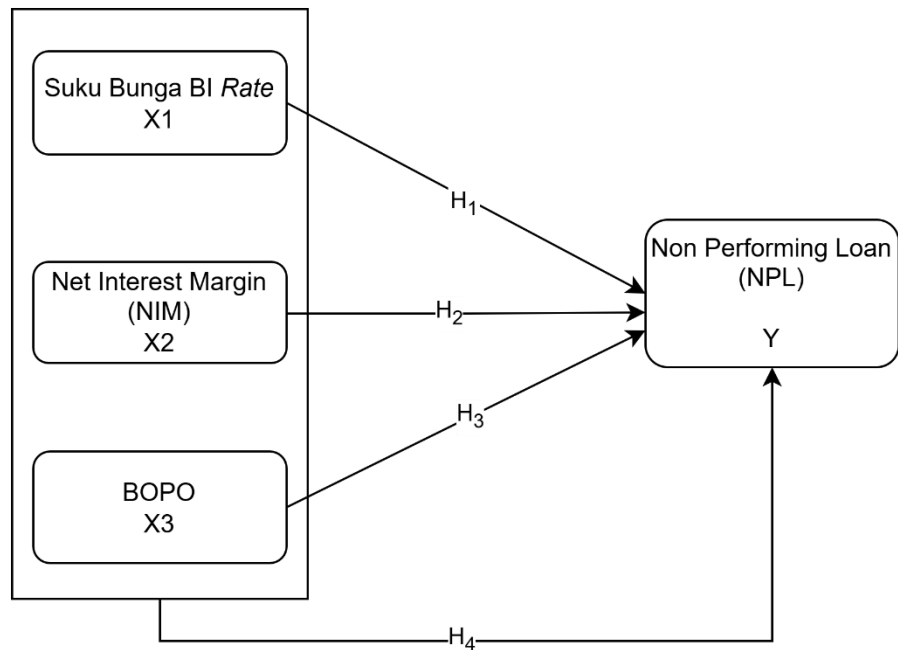 Suku Bunga BI Rate
X1
H1
Net Interest Margin
(NIM)
X2
H2
Non Performing Loan
(NPL)
Y
H3
BOPO
X3
H4